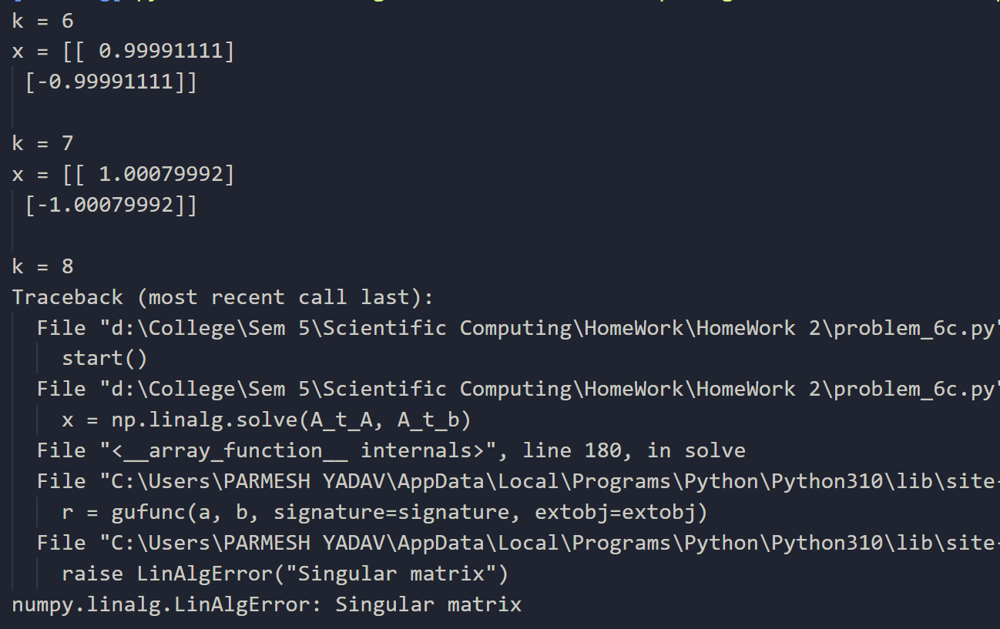 k = 6
x = [[ 0.99991111]
 [-0.99991111]]
k = 7
x = [[ 1.00079992]
 [-1.00079992]]
k = 8
Traceback (most recent call last):
  File "d:\College\Sem 5\Scientific Computing\HomeWork\HomeWork 2\problem_6c.py"
    start()
  File "d:\College\Sem 5\Scientific Computing\HomeWork\HomeWork 2\problem_6c.py"
    x = np.linalg.solve(A_t_A, A_t_b)
  File "<__array_function__ internals>", line 180, in solve
  File "C:\Users\PARMESH YADAV\AppData\Local\Programs\Python\Python310\lib\site-
    r = gufunc(a, b, signature=signature, extobj=extobj)
  File "C:\Users\PARMESH YADAV\AppData\Local\Programs\Python\Python310\lib\site-
    raise LinAlgError("Singular matrix")
numpy.linalg.LinAlgError: Singular matrix